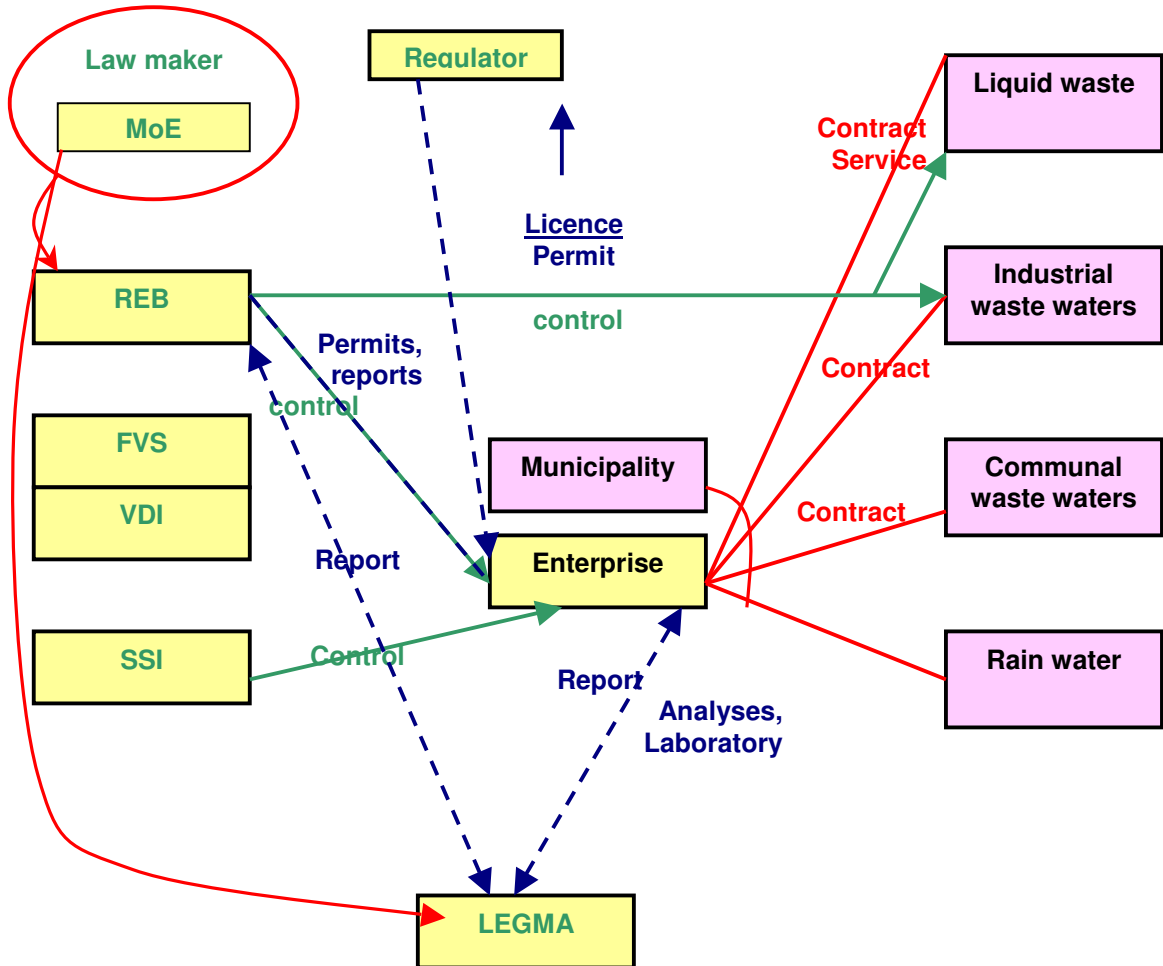 Law maker
MoE
Regulator
Liquid waste
Contract
Service
Licence
Permit
REB
control
Industrial
waste waters
Permits,
reports
control
Contract
FVS
VDI
Municipality
Communal
waste waters
Contract
Report
Enterprise
SSI
Control
Report
Analyses,
Laboratory
Rain water
LEGMA